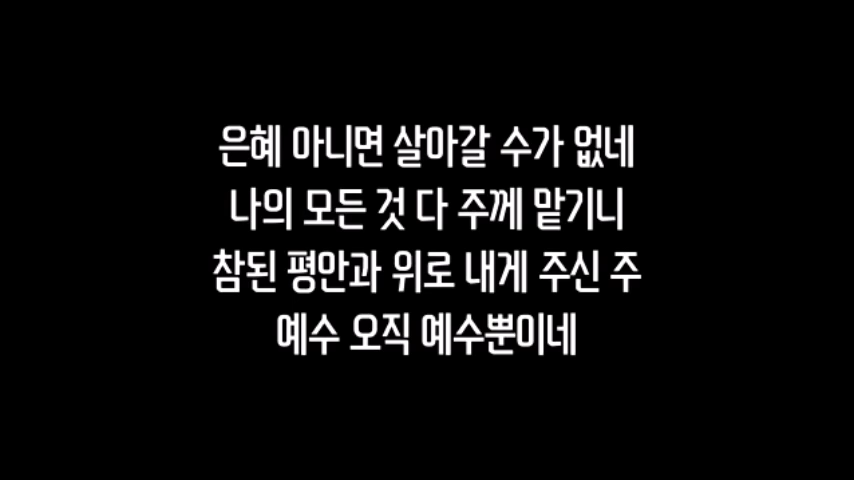 은혜 아니면 살아갈 수가 없네
나의 모든 것 다 주께 맡기니
참된 평안과 위로 내게 주신 주
예수 오직 예수뿐이네